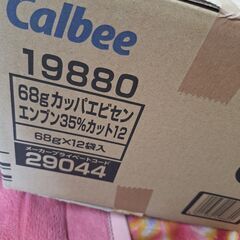 Calbee
19880
68gカッパエビセン
エンブン35%カット12
68g×12袋入
メーカープライベートコード
29044